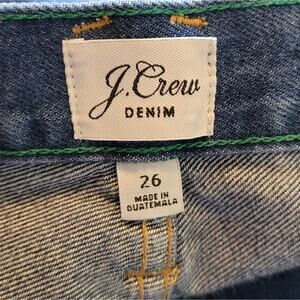 J.Crew
DENIM
26
MADE IN
GUATEMALA